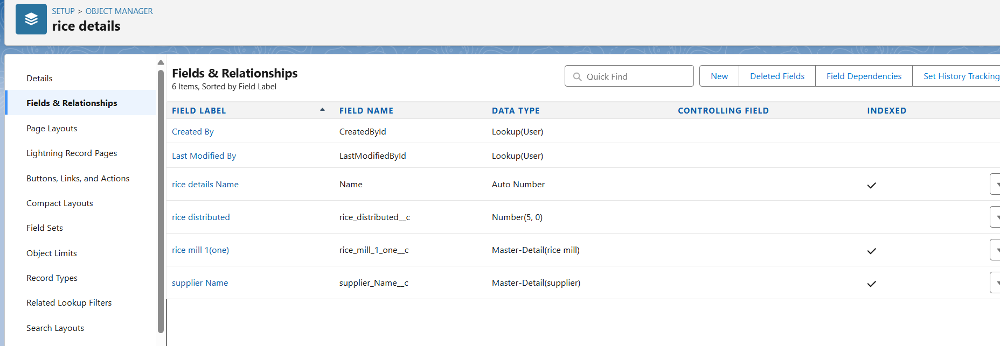 SETUP > OBJECT MANAGER
rice details
Details
Fields & Relationships
Page Layouts
Lightning Record Pages
Buttons, Links, and Actions
Compact Layouts
Field Sets
Object Limits
Record Types
Related Lookup Filters
Search Layouts
Fields & Relationships
6 Items, Sorted by Field Label
Quick Find
New
Deleted Fields
Field Dependencies
Set History Tracking
FIELD LABEL FIELD NAME DATA TYPE CONTROLLING FIELD INDEXED
Created By CreatedById Lookup(User)
Last Modified By LastModifiedById Lookup(User)
rice details Name Name Auto Number
rice distributed rice_distributed__c Number(5, 0)
rice mill 1(one) rice_mill_1_one__c Master-Detail(rice mill)
supplier Name supplier_Name__c Master-Detail(supplier)